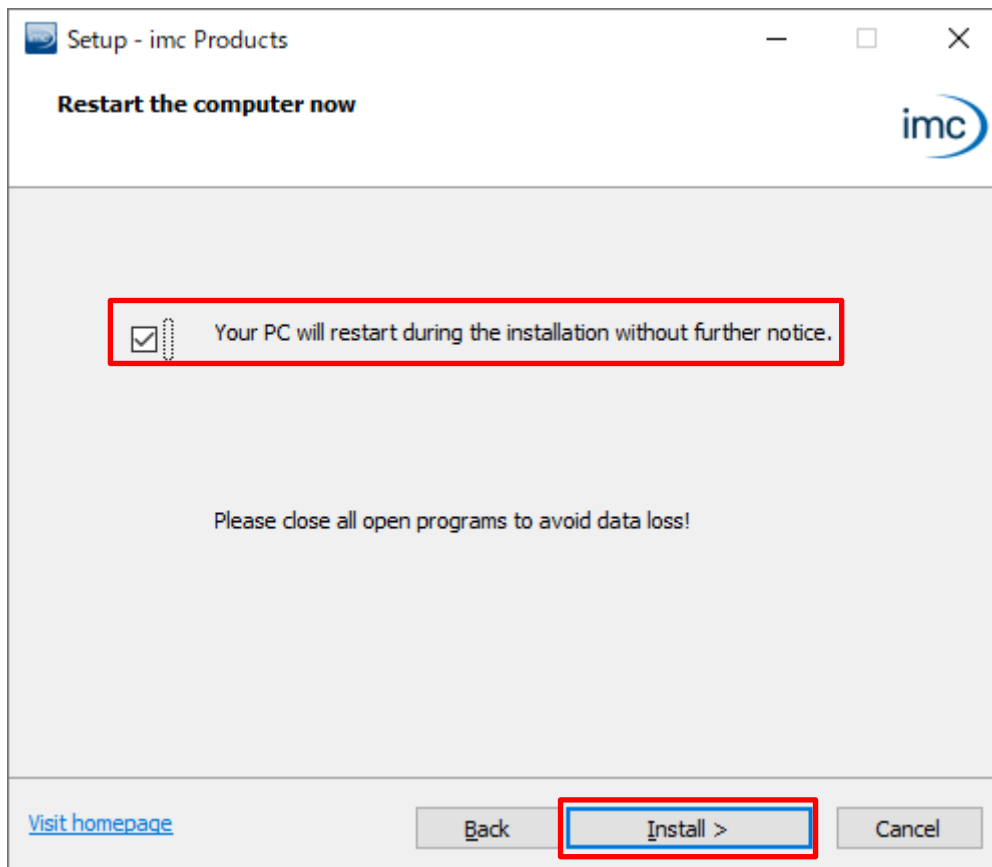 Setup - imc Products
Restart the computer now
imc
Your PC will restart during the installation without further notice.
Please close all open programs to avoid data loss!
Visit homepage
Back
Install >
Cancel